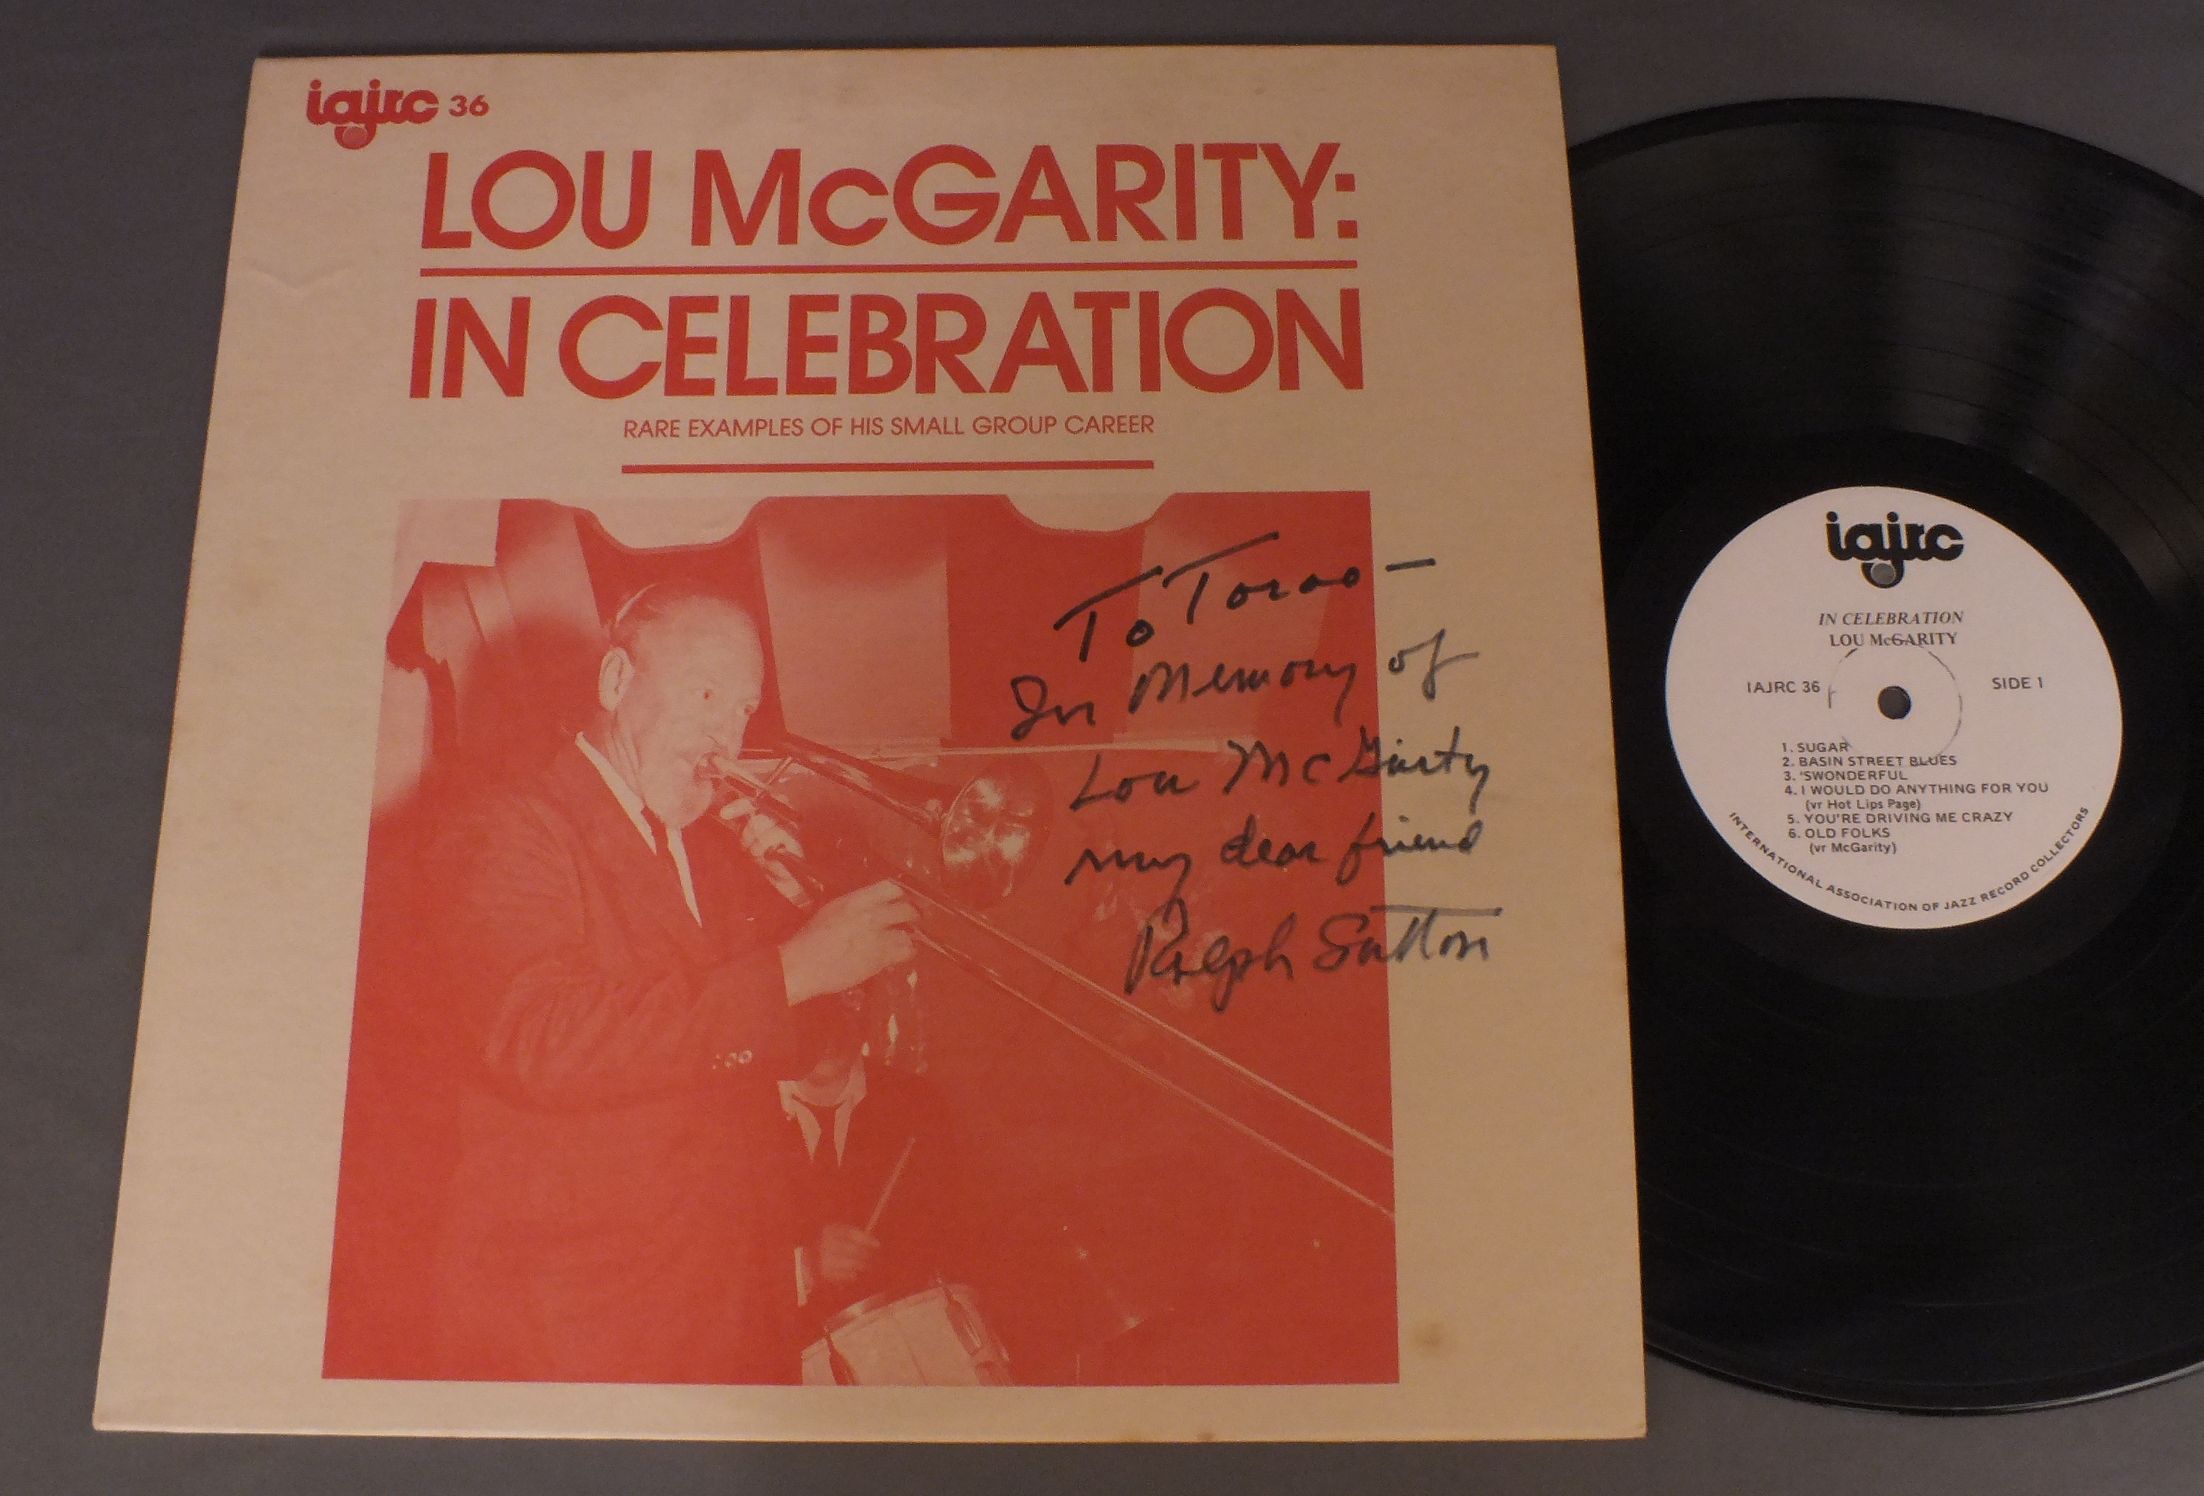 iajrc 36
LOU McGARITY:
IN CELEBRATION
RARE EXAMPLES OF HIS SMALL GROUP CAREER
To Torao -
In Memory of
Lou McGarity
my dear friend
Ralph Sutton
iajrc
IN CELEBRATION
LOU McGARITY
IAJRC 36
SIDE 1
1. SUGAR
2. BASIN STREET BLUES
3. 'SWONDERFUL
4. I WOULD DO ANYTHING FOR YOU
(vr Hot Lips Page)
5. YOU'RE DRIVING ME CRAZY
6. OLD FOLKS
(vr McGarity)
INTERNATIONAL ASSOCIATION OF JAZZ RECORD COLLECTORS